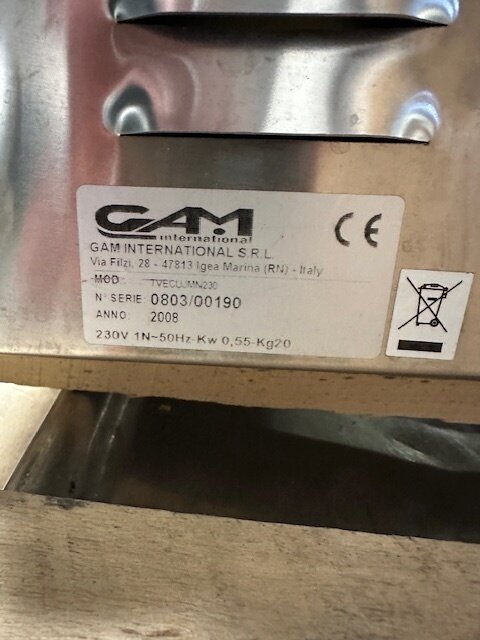 GAM
international
GAM INTERNATIONAL S.R.L.
Via Filzi, 28 - 47813 Igea Marina (RN) - Italy
MOD:
N° SERIE: 0803/00190
ANNO: 2008
230V 1N~50Hz-Kw 0,55-Kg20
CE